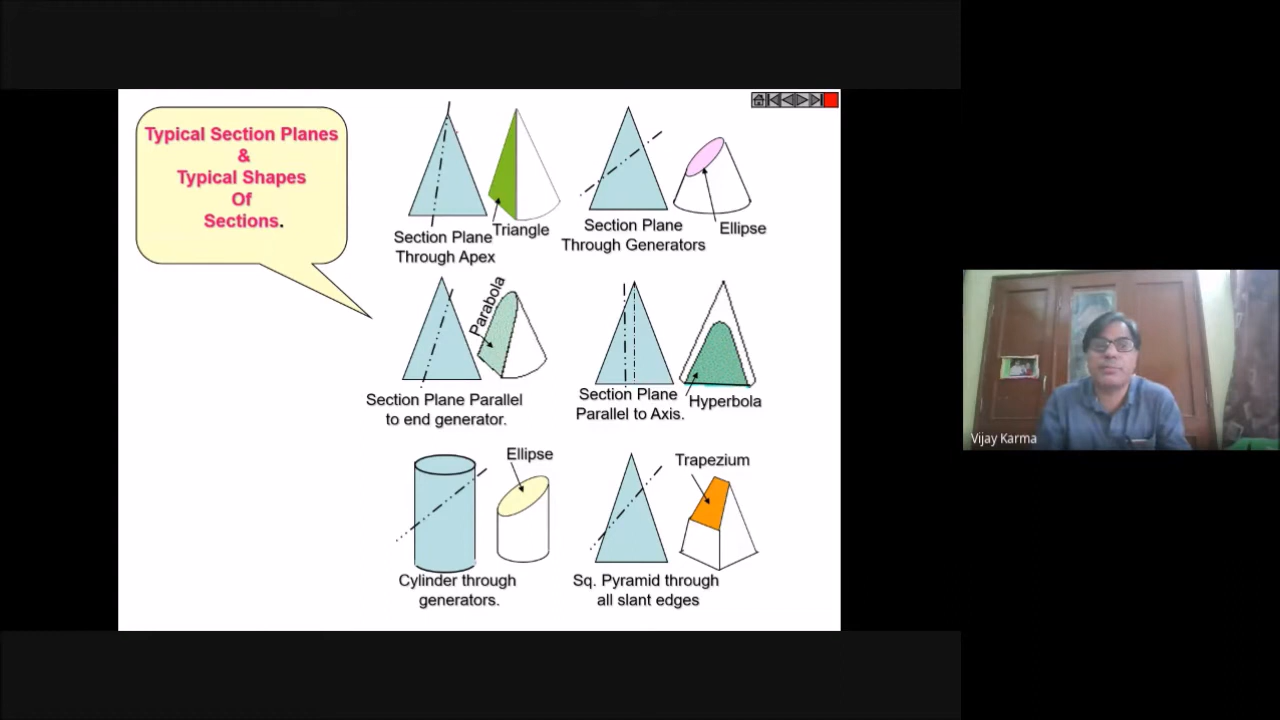 Typical Section Planes
&
Typical Shapes
Of
Sections.
Section Plane
Through Apex
Triangle
Section Plane
Through Generators
Ellipse
Parabola
Section Plane Parallel
to end generator.
Section Plane
Parallel to Axis.
Hyperbola
Ellipse
Cylinder through
generators.
Trapezium
Sq. Pyramid through
all slant edges
Vijay Karma